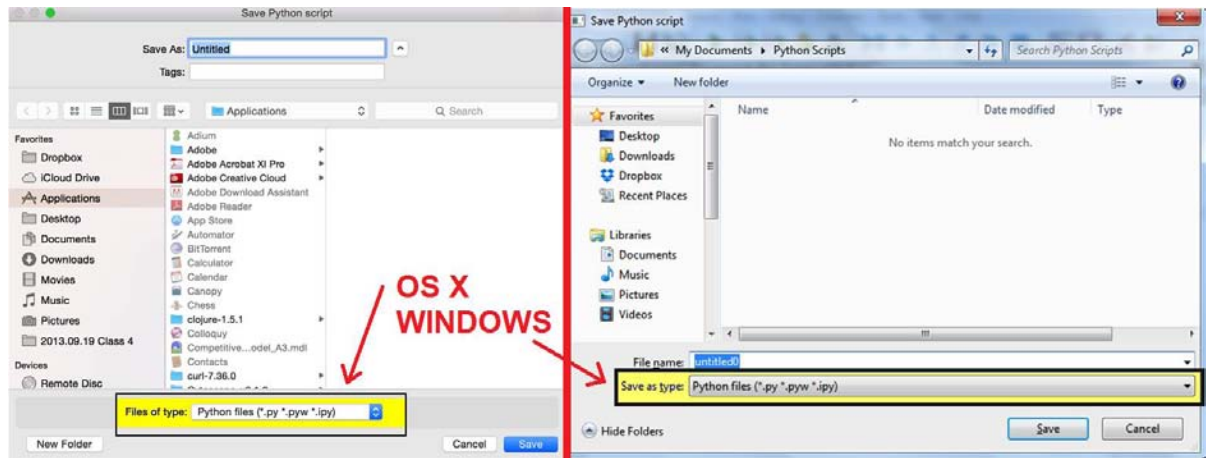 Save Python script
Save As: Untitled
Tags:
Applications
Search
Favorites
Dropbox
iCloud Drive
Applications
Desktop
Documents
Downloads
Movies
Music
Pictures
2013.09.19 Class 4
Devices
Remote Disc
Adium
Adobe
Adobe Acrobat XI Pro
Adobe Creative Cloud
Adobe Download Assistant
Adobe Reader
App Store
Automator
BitTorrent
Calculator
Calendar
Canopy
Chess
clojure-1.5.1
Colloquy
Competitive...odel_A3.mdl
Contacts
curl-7.36.0
Files of type: Python files (*.py *.pyw *.ipy)
New Folder
Cancel
Save
OS X
WINDOWS
Save Python script
« My Documents Python Scripts
Search Python Scripts
Organize
New folder
Name
Date modified
Type
No items match your search.
Favorites
Desktop
Downloads
Dropbox
Recent Places
Libraries
Documents
Music
Pictures
Videos
File name: untitled0
Save as type: Python files (*.py *.pyw *.ipy)
Hide Folders
Save
Cancel